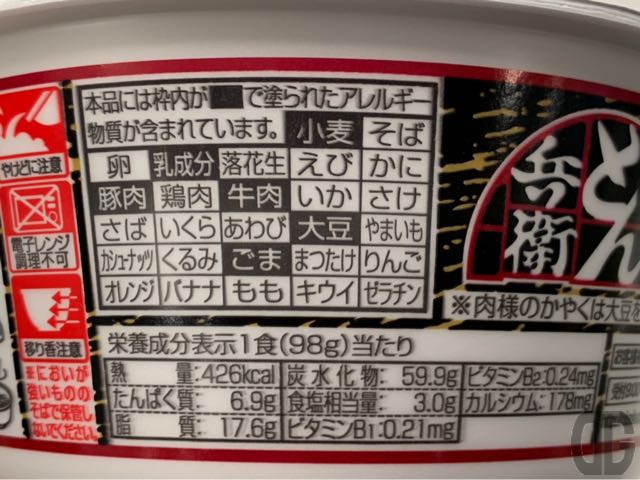 本品には枠内が■で塗られたアレルギー
物質が含まれています。 小麦 そば
卵 乳成分 落花生 えび かに
豚肉 鶏肉 牛肉 いか さけ
さば いくら あわび 大豆 やまいも
カシューナッツ くるみ ごま まつたけ りんご
オレンジ バナナ もも キウイ ゼラチン
やけどご注意
電子レンジ
調理不可
移り香注意
※においが
強いものの
そばで保管し
ないでください。
どん
兵衛
※肉様のかやくは大豆を
栄養成分表示1食(98g)当たり
熱量:426kcal 炭水化物:59.9g ビタミンB2:0.24mg
たんぱく質:6.9g 食塩相当量:3.0g カルシウム:178mg
脂質:17.6g ビタミンB1:0.21mg